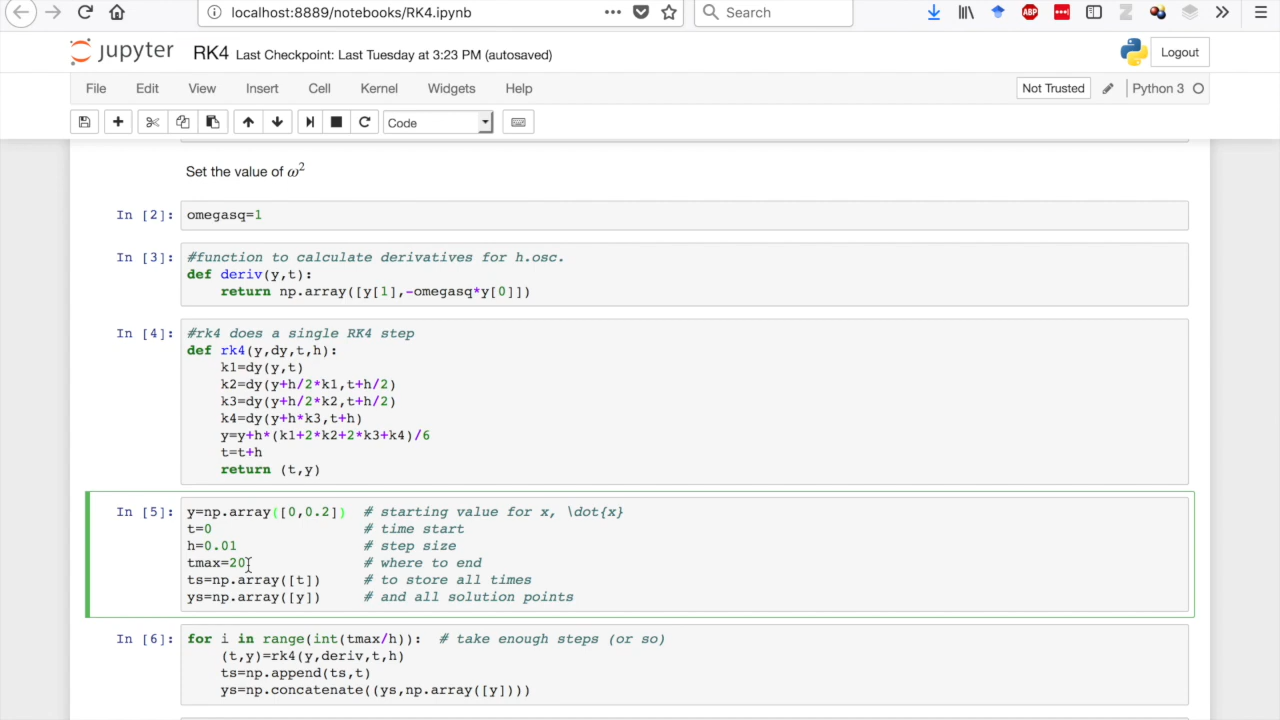 localhost:8889/notebooks/RK4.ipynb
Search
ABP
jupyter RK4 Last Checkpoint: Last Tuesday at 3:23 PM (autosaved)
Logout
File Edit View Insert Cell Kernel Widgets Help
Not Trusted
Python 3
Code
Set the value of ω²
In [2]: omegasq=1
In [3]: #function to calculate derivatives for h.osc.
def deriv(y,t):
return np.array([y[1],-omegasq*y[0]])
In [4]: #rk4 does a single RK4 step
def rk4(y,dy,t,h):
k1=dy(y,t)
k2=dy(y+h/2*k1,t+h/2)
k3=dy(y+h/2*k2,t+h/2)
k4=dy(y+h*k3,t+h)
y=y+h*(k1+2*k2+2*k3+k4)/6
t=t+h
return (t,y)
In [5]: y=np.array([0,0.2]) # starting value for x, \dot{x}
t=0 # time start
h=0.01 # step size
tmax=20 # where to end
ts=np.array([t]) # to store all times
ys=np.array([y]) # and all solution points
In [6]: for i in range(int(tmax/h)): # take enough steps (or so)
(t,y)=rk4(y,deriv,t,h)
ts=np.append(ts,t)
ys=np.concatenate((ys,np.array([y])))